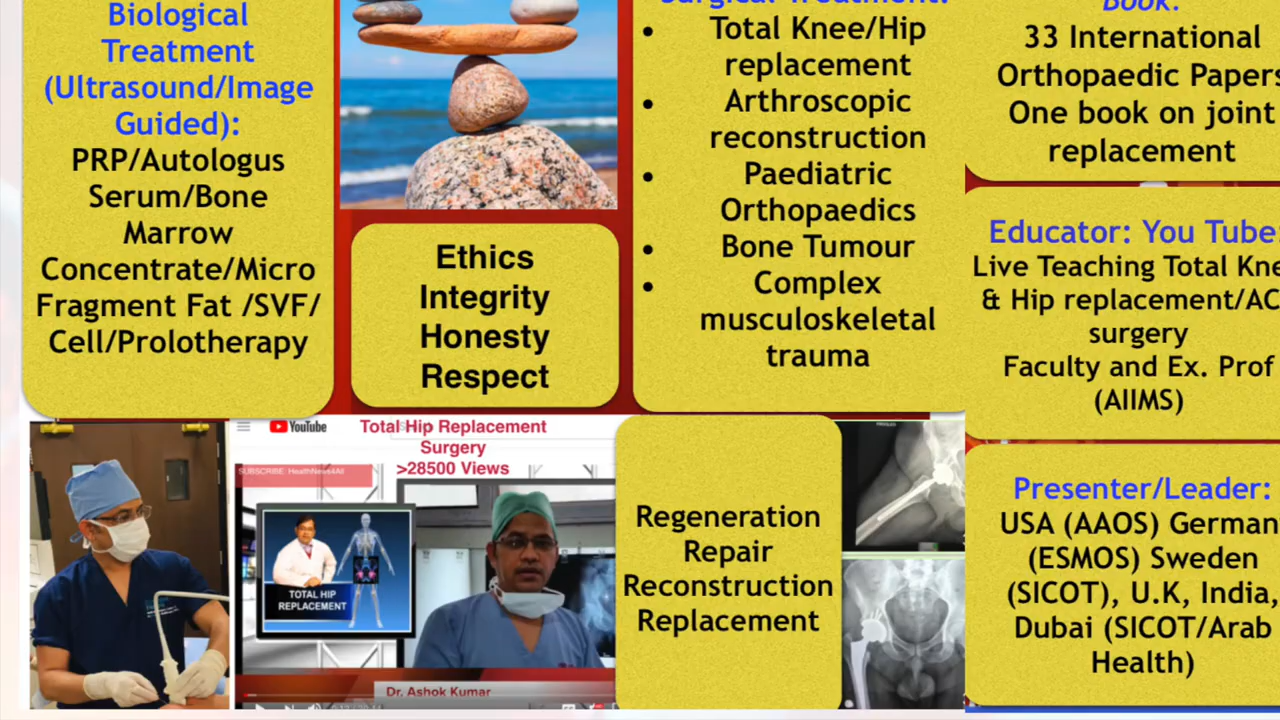 Biological
Treatment
(Ultrasound/Image
Guided):
PRP/Autologus
Serum/Bone
Marrow
Concentrate/Micro
Fragment Fat /SVF/
Cell/Prolotherapy
Ethics
Integrity
Honesty
Respect
Surgical Treatment:
• Total Knee/Hip
replacement
• Arthroscopic
reconstruction
• Paediatric
Orthopaedics
• Bone Tumour
• Complex
musculoskeletal
trauma
Book:
33 International
Orthopaedic Papers
One book on joint
replacement
Educator: You Tube:
Live Teaching Total Kne
& Hip replacement/AC
surgery
Faculty and Ex. Prof
(AIIMS)
YouTube
Total Hip Replacement
Surgery
>28500 Views
SUBSCRIBE HealthNews4All
TOTAL HIP
REPLACEMENT
Dr. Ashok Kumar
Regeneration
Repair
Reconstruction
Replacement
Presenter/Leader:
USA (AAOS) German
(ESMOS) Sweden
(SICOT), U.K, India,
Dubai (SICOT/Arab
Health)